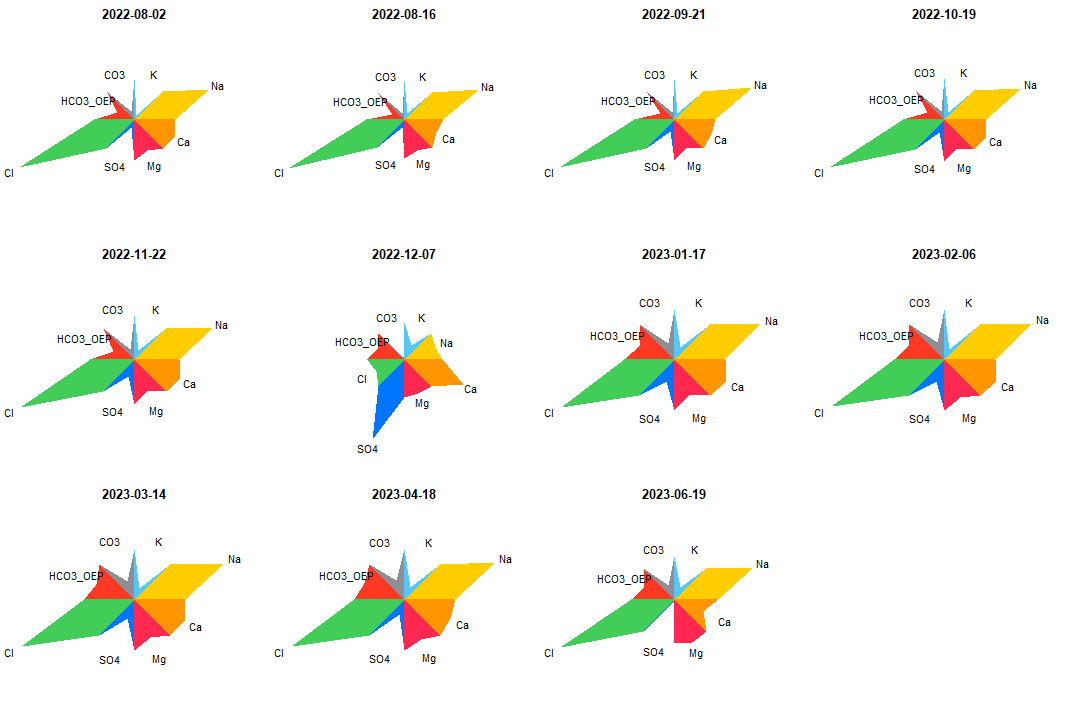 2022-08-02
CO3 K
Na
HCO3_OEP
Ca
Cl SO4 Mg
2022-08-16
CO3 K
Na
HCO3_OEP
Ca
Cl SO4 Mg
2022-09-21
CO3 K
Na
HCO3_OEP
Ca
Cl SO4 Mg
2022-10-19
CO3 K
Na
HCO3_OEP
Ca
Cl SO4 Mg
2022-11-22
CO3 K
Na
HCO3_OEP
Ca
Cl SO4 Mg
2022-12-07
CO3 K
HCO3_OEP Na
Cl
Ca
Mg
SO4
2023-01-17
CO3 K
Na
HCO3_OEP
Ca
Cl SO4 Mg
2023-02-06
CO3 K
Na
HCO3_OEP
Ca
Cl SO4 Mg
2023-03-14
CO3 K
Na
HCO3_OEP
Ca
Cl SO4 Mg
2023-04-18
CO3 K
Na
HCO3_OEP
Ca
Cl SO4 Mg
2023-06-19
CO3 K
Na
HCO3_OEP
Ca
Cl SO4 Mg